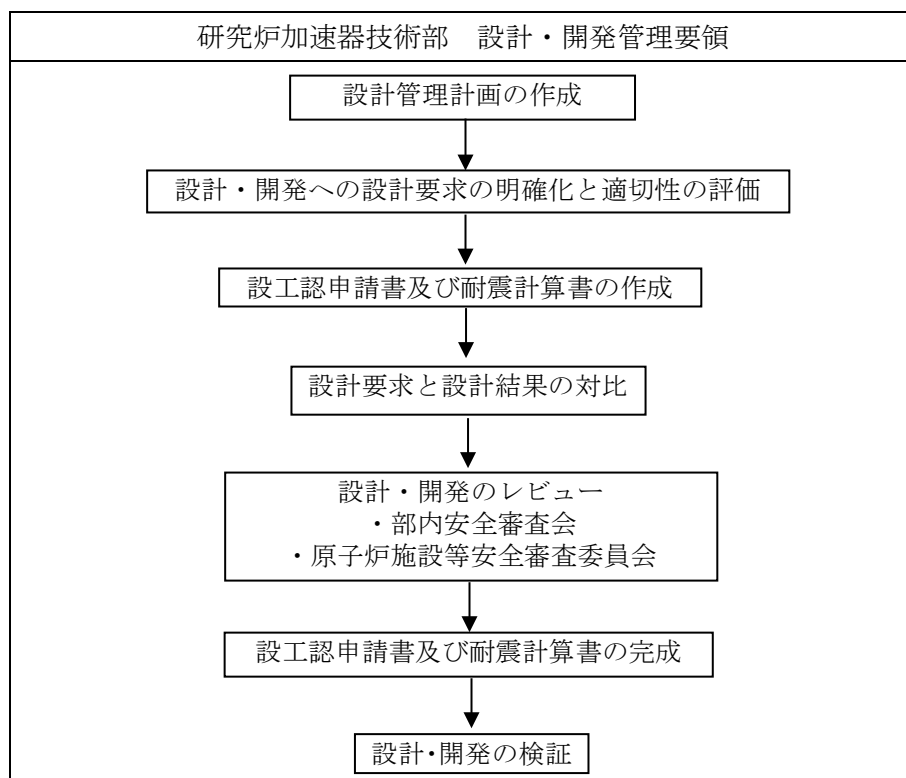 研究炉加速器技術部　設計・開発管理要領
設計管理計画の作成
設計・開発への設計要求の明確化と適切性の評価
設工認申請書及び耐震計算書の作成
設計要求と設計結果の対比
設計・開発のレビュー
・部内安全審査会
・原子炉施設等安全審査委員会
設工認申請書及び耐震計算書の完成
設計・開発の検証